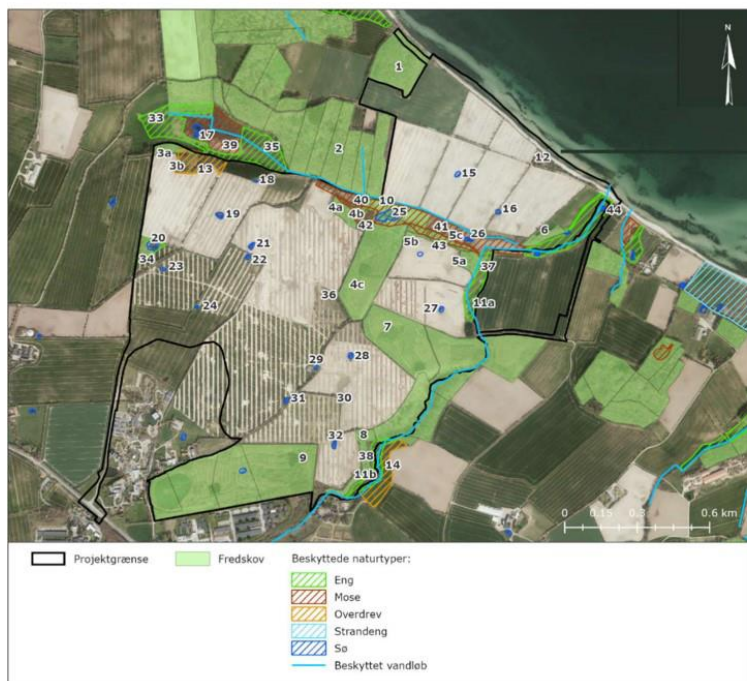 N
1
33
17
39
35
2
3a
3b
13
18
12
15
16
40
10
4a
4b
25
42
41
5c
26
43
5b
6
44
19
20
34
23
21
22
5a
37
24
36
4c
27
11a
7
29
28
31
30
32
8
9
38
11b
14
0 0.15 0.3 0.6 km
Projektgrænse
Fredskov
Beskyttede naturtyper:
Eng
Mose
Overdrev
Strandeng
Sø
Beskyttet vandløb